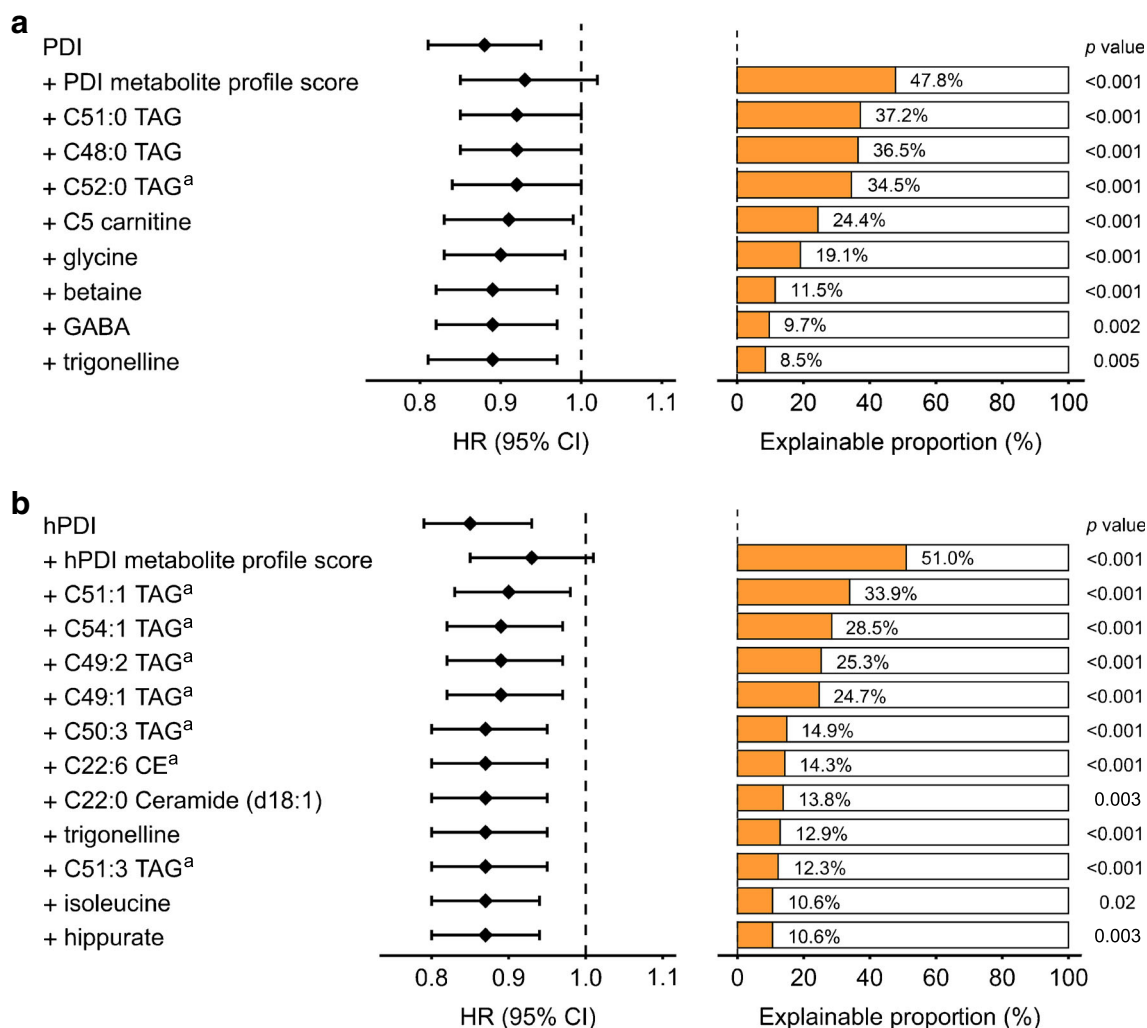 a
PDI p value
+ PDI metabolite profile score 47.8% <0.001
+ C51:0 TAG 37.2% <0.001
+ C48:0 TAG 36.5% <0.001
+ C52:0 TAGᵃ 34.5% <0.001
+ C5 carnitine 24.4% <0.001
+ glycine 19.1% <0.001
+ betaine 11.5% <0.001
+ GABA 9.7% 0.002
+ trigonelline 8.5% 0.005
0.8 0.9 1.0 1.1 0 20 40 60 80 100
HR (95% CI) Explainable proportion (%)
b
hPDI p value
+ hPDI metabolite profile score 51.0% <0.001
+ C51:1 TAGᵃ 33.9% <0.001
+ C54:1 TAGᵃ 28.5% <0.001
+ C49:2 TAGᵃ 25.3% <0.001
+ C49:1 TAGᵃ 24.7% <0.001
+ C50:3 TAGᵃ 14.9% <0.001
+ C22:6 CEᵃ 14.3% <0.001
+ C22:0 Ceramide (d18:1) 13.8% 0.003
+ trigonelline 12.9% <0.001
+ C51:3 TAGᵃ 12.3% <0.001
+ isoleucine 10.6% 0.02
+ hippurate 10.6% 0.003
0.8 0.9 1.0 1.1 0 20 40 60 80 100
HR (95% CI) Explainable proportion (%)